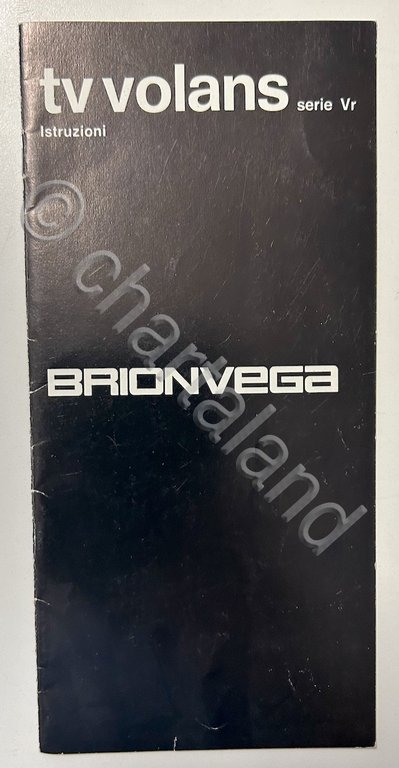 tv volans serie Vr
Istruzioni
BRIONVEGA
© chartaland